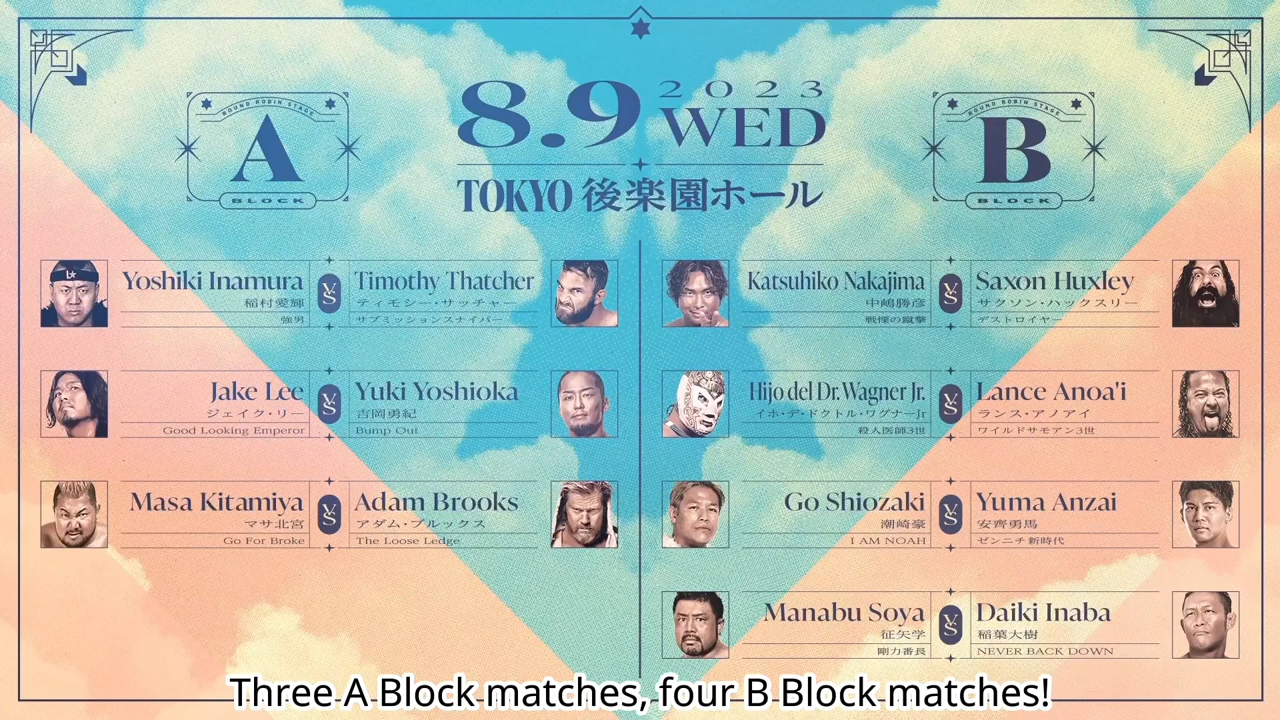 8.9
2023
WED
TOKYO 後楽園ホール
ROUND ROBIN STAGE
A
BLOCK
Yoshiki Inamura
稲村愛輝
強男
VS
Timothy Thatcher
ティモシー・サッチャー
サブミッションスナイパー
Jake Lee
ジェイク・リー
Good Looking Emperor
VS
Yuki Yoshioka
吉岡勇紀
Bump Out
Masa Kitamiya
マサ北宮
Go For Broke
VS
Adam Brooks
アダム・ブルックス
The Loose Ledge
ROUND ROBIN STAGE
B
BLOCK
Katsuhiko Nakajima
中嶋勝彦
戦慄の蹴撃
VS
Saxon Huxley
サクソン・ハックスリー
デストロイヤー
Hijo del Dr. Wagner Jr.
イホ・デ・ドクトル・ワグナーJr
殺人医師3世
VS
Lance Anoa'i
ランス・アノアイ
ワイルドサモアン3世
Go Shiozaki
潮崎豪
I AM NOAH
VS
Yuma Anzai
安齊勇馬
ゼンニチ新時代
Manabu Soya
征矢学
剛力番長
VS
Daiki Inaba
稲葉大樹
NEVER BACK DOWN
Three A Block matches, four B Block matches!